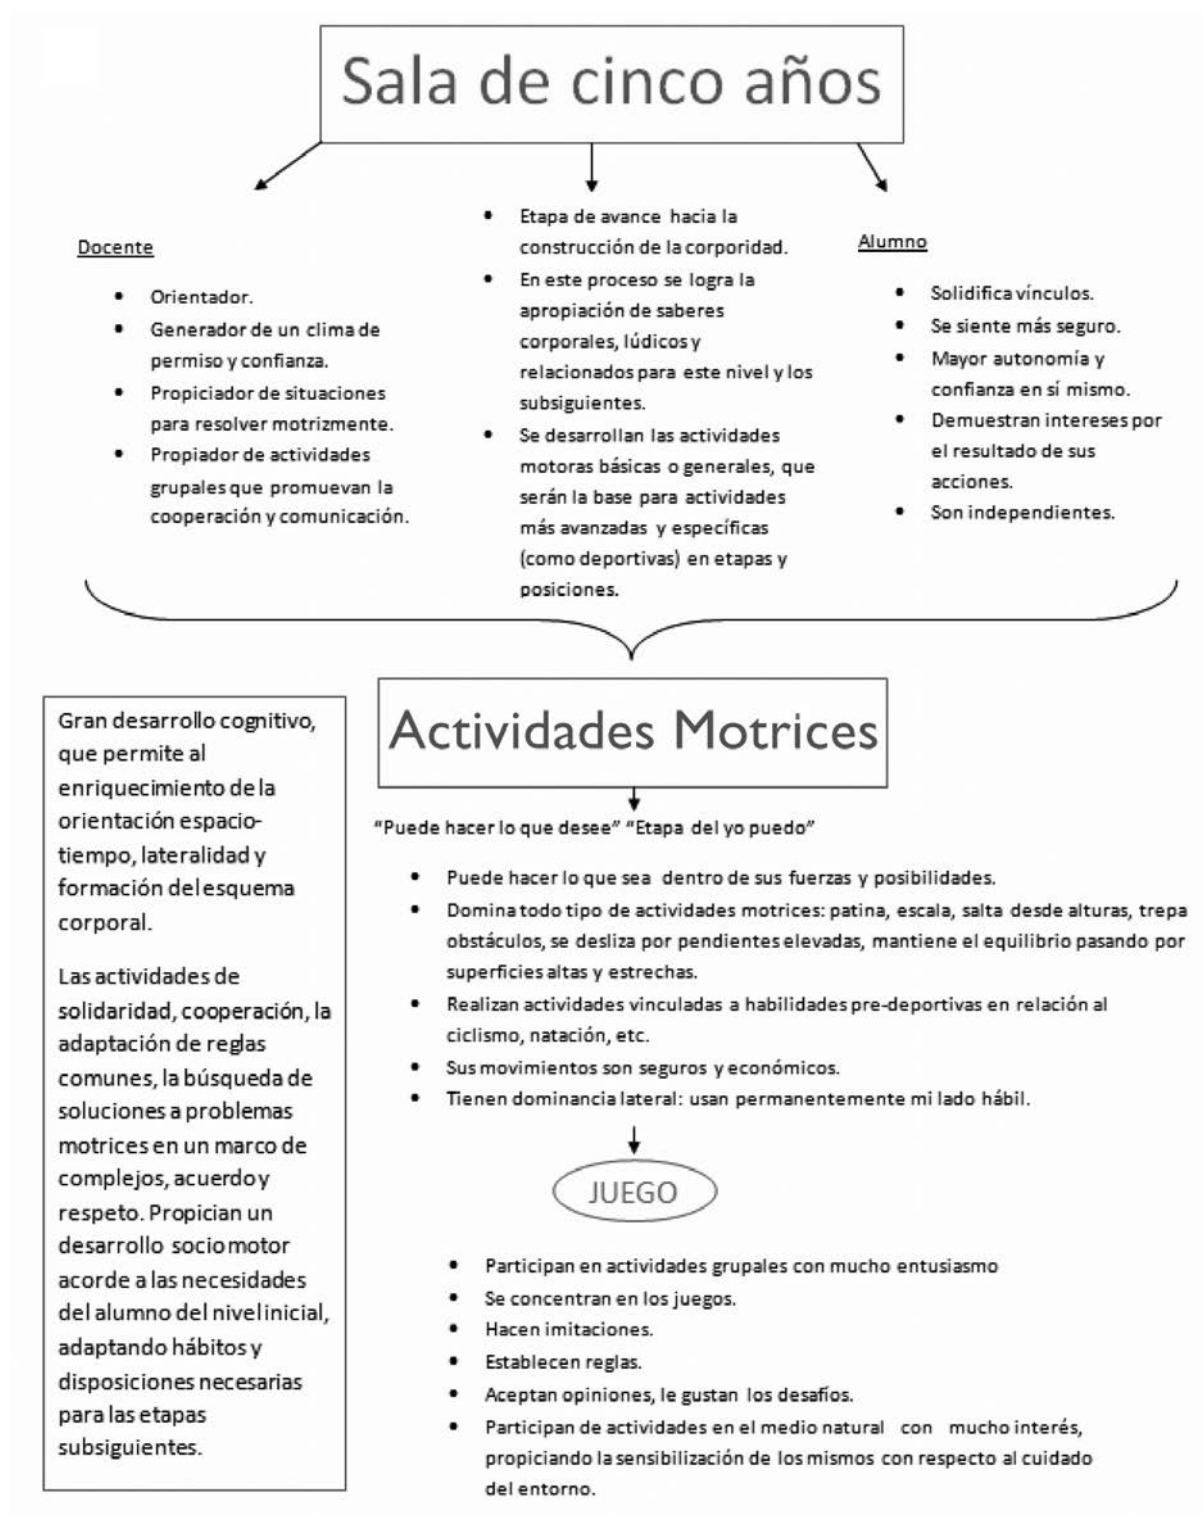 Sala de cinco años
Docente
• Orientador.
• Generador de un clima de
permiso y confianza.
• Propiciador de situaciones
para resolver motrizmente.
• Propiador de actividades
grupales que promuevan la
cooperación y comunicación.
• Etapa de avance hacia la
construcción de la corporidad.
• En este proceso se logra la
apropiación de saberes
corporales, lúdicos y
relacionados para este nivel y los
subsiguientes.
• Se desarrollan las actividades
motoras básicas o generales, que
serán la base para actividades
más avanzadas y específicas
(como deportivas) en etapas y
posiciones.
Alumno
• Solidifica vínculos.
• Se siente más seguro.
• Mayor autonomía y
confianza en sí mismo.
• Demuestran intereses por
el resultado de sus
acciones.
• Son independientes.
Gran desarrollo cognitivo,
que permite al
enriquecimiento de la
orientación espacio-
tiempo, lateralidad y
formación del esquema
corporal.
Las actividades de
solidaridad, cooperación, la
adaptación de reglas
comunes, la búsqueda de
soluciones a problemas
motrices en un marco de
complejos, acuerdo y
respeto. Propician un
desarrollo socio motor
acorde a las necesidades
del alumno del nivel inicial,
adaptando hábitos y
disposiciones necesarias
para las etapas
subsiguientes.
Actividades Motrices
“Puede hacer lo que desee” “Etapa del yo puedo”
• Puede hacer lo que sea dentro de sus fuerzas y posibilidades.
• Domina todo tipo de actividades motrices: patina, escala, salta desde alturas, trepa
obstáculos, se desliza por pendientes elevadas, mantiene el equilibrio pasando por
superficies altas y estrechas.
• Realizan actividades vinculadas a habilidades pre-deportivas en relación al
ciclismo, natación, etc.
• Sus movimientos son seguros y económicos.
• Tienen dominancia lateral: usan permanentemente mi lado hábil.
JUEGO
• Participan en actividades grupales con mucho entusiasmo
• Se concentran en los juegos.
• Hacen imitaciones.
• Establecen reglas.
• Aceptan opiniones, le gustan los desafíos.
• Participan de actividades en el medio natural con mucho interés,
propiciando la sensibilización de los mismos con respecto al cuidado
del entorno.